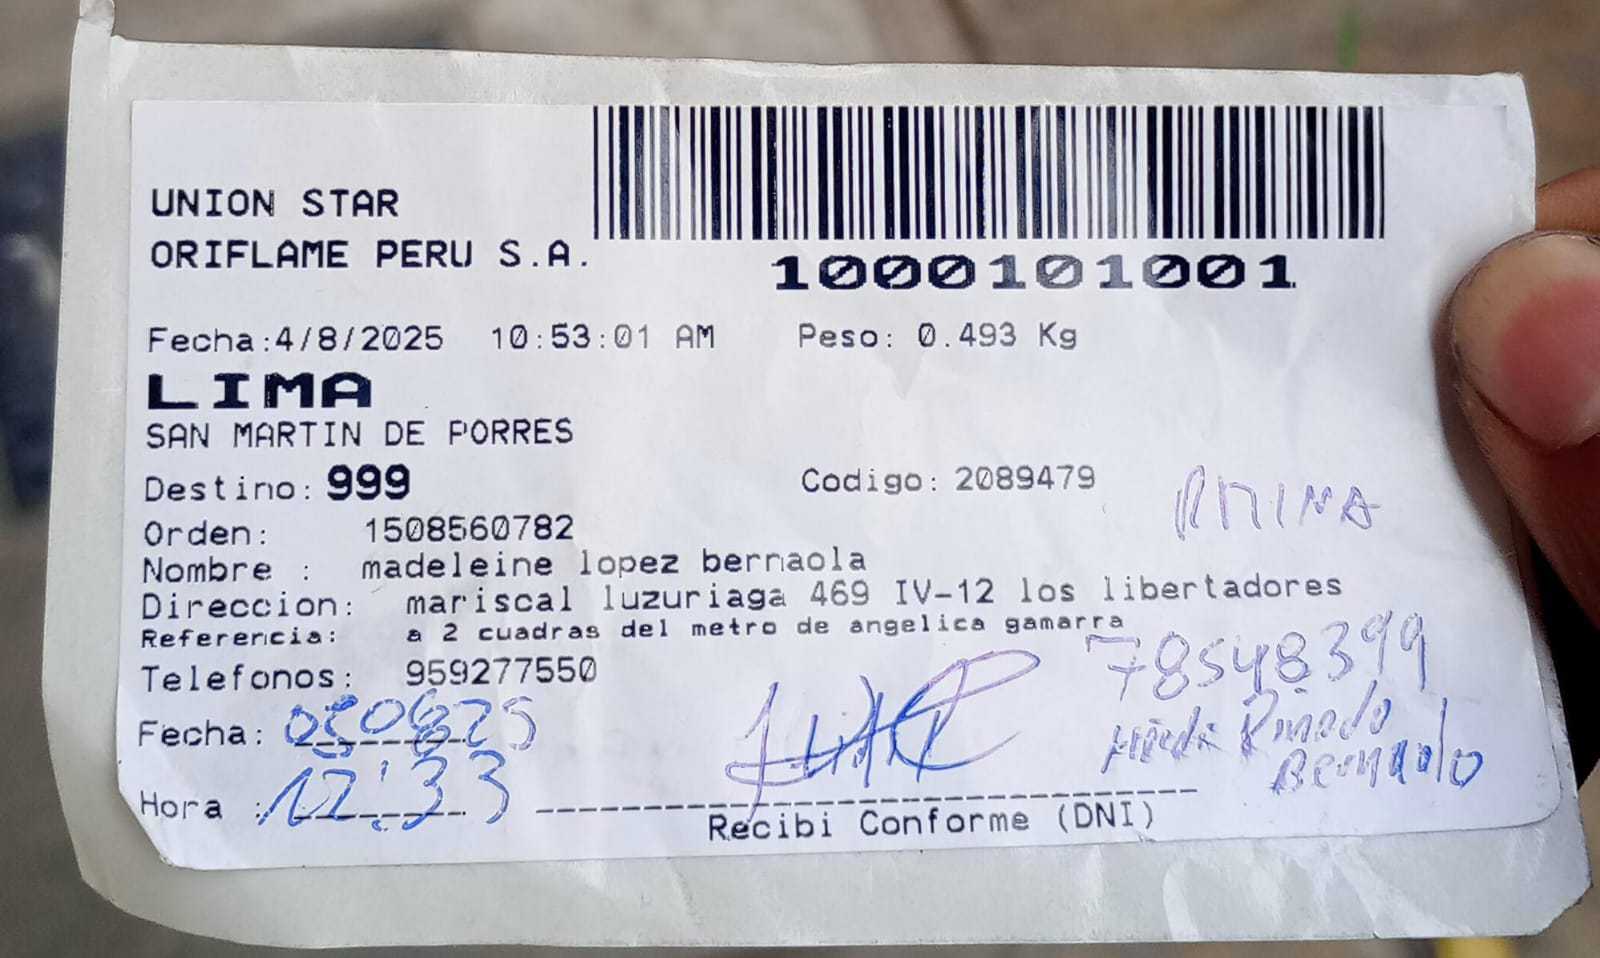 UNION STAR
ORIFLAME PERU S.A.
1000101001
Fecha:4/8/2025 10:53:01 AM Peso: 0.493 Kg
LIMA
SAN MARTIN DE PORRES
Destino: 999 Codigo: 2089479
Orden: 1508560782
Nombre : madeleine lopez bernaola
Direccion: mariscal luzuriaga 469 IV-12 los libertadores
Referencia: a 2 cuadras del metro de angelica gamarra
Telefonos: 959277550
78548399
Fecha: 050825
Hora : 12:33
Recibi Conforme (DNI)